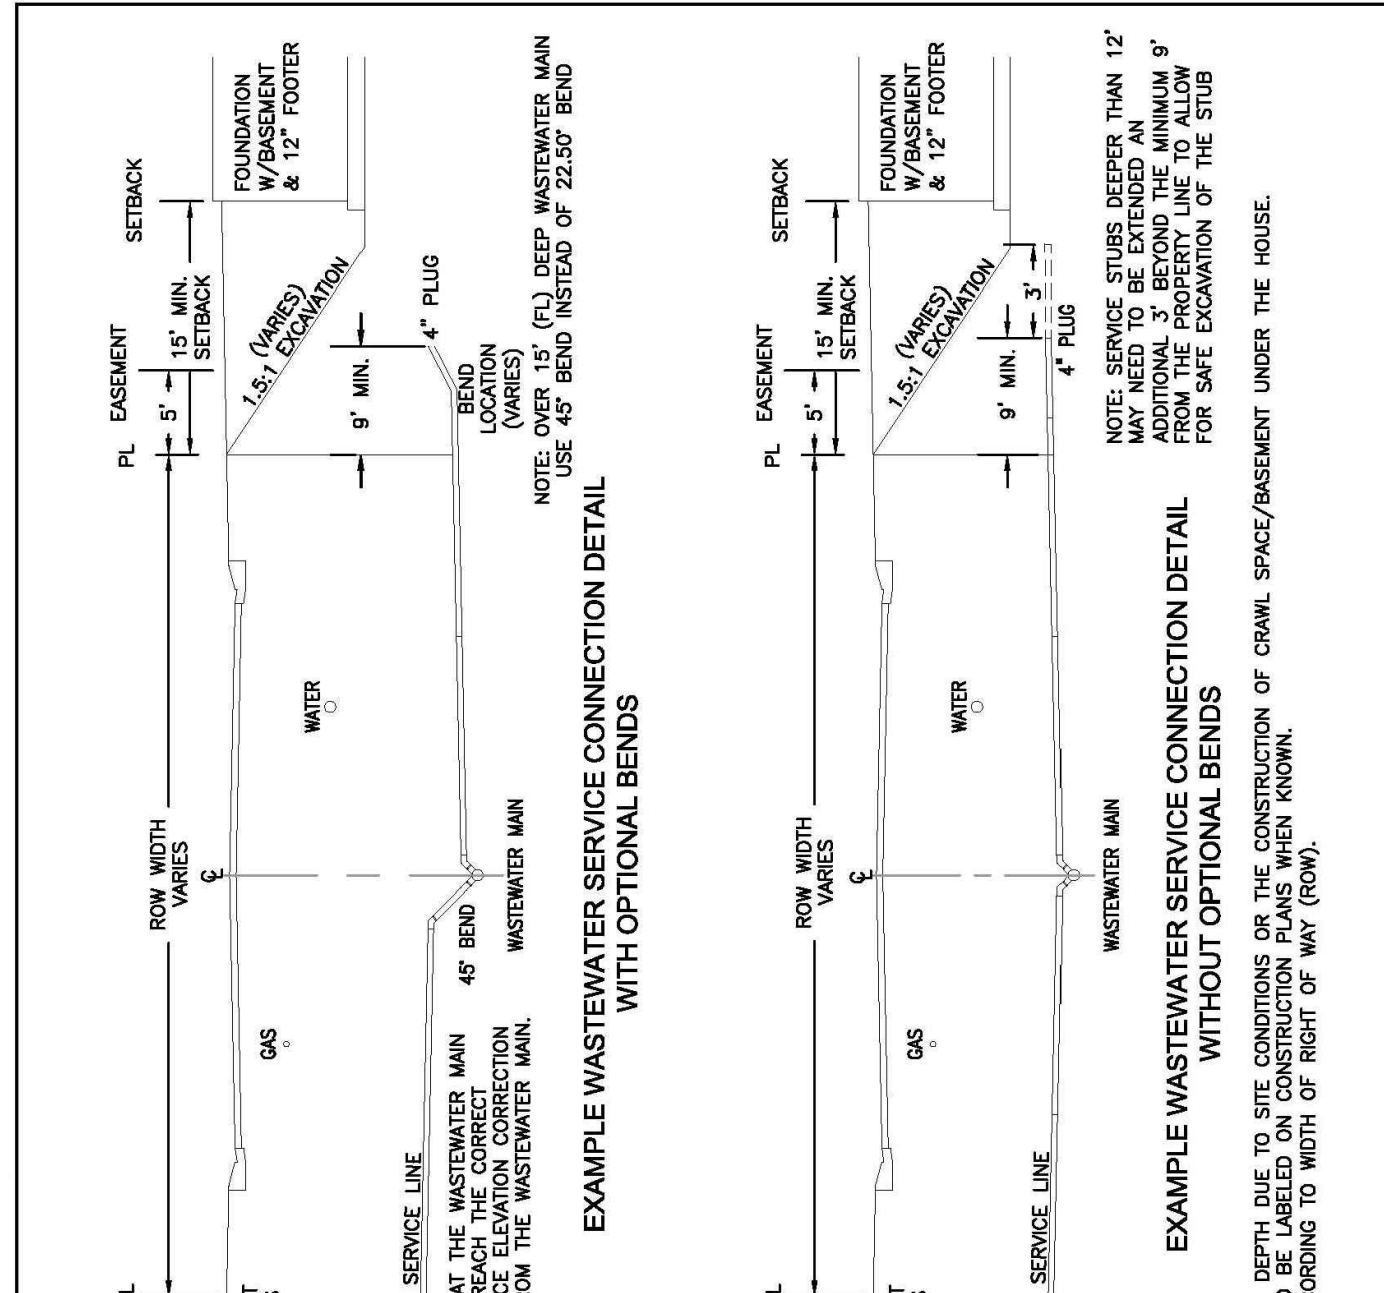 SETBACK
EASEMENT
PL
15' MIN.
SETBACK
5'
ROW WIDTH
VARIES
FOUNDATION
W/BASEMENT
& 12" FOOTER
1.5:1 (VARIES)
EXCAVATION
9' MIN.
4" PLUG
BEND
LOCATION
(VARIES)
WATER
GAS
45° BEND
WASTEWATER MAIN
SERVICE LINE
NOTE: OVER 15' (FL) DEEP WASTEWATER MAIN
USE 45° BEND INSTEAD OF 22.50° BEND
AT THE WASTEWATER MAIN
REACH THE CORRECT
CE ELEVATION CORRECTION
OM THE WASTEWATER MAIN.
EXAMPLE WASTEWATER SERVICE CONNECTION DETAIL
WITH OPTIONAL BENDS
SETBACK
EASEMENT
PL
15' MIN.
SETBACK
5'
ROW WIDTH
VARIES
FOUNDATION
W/BASEMENT
& 12" FOOTER
1.5:1 (VARIES)
EXCAVATION
3'
9' MIN.
4" PLUG
WATER
GAS
WASTEWATER MAIN
SERVICE LINE
NOTE: SERVICE STUBS DEEPER THAN 12'
MAY NEED TO BE EXTENDED AN
ADDITIONAL 3' BEYOND THE MINIMUM 9'
FROM THE PROPERTY LINE TO ALLOW
FOR SAFE EXCAVATION OF THE STUB
EXAMPLE WASTEWATER SERVICE CONNECTION DETAIL
WITHOUT OPTIONAL BENDS
DEPTH DUE TO SITE CONDITIONS OR THE CONSTRUCTION OF CRAWL SPACE/BASEMENT UNDER THE HOUSE.
BE LABELED ON CONSTRUCTION PLANS WHEN KNOWN.
CORDING TO WIDTH OF RIGHT OF WAY (ROW).